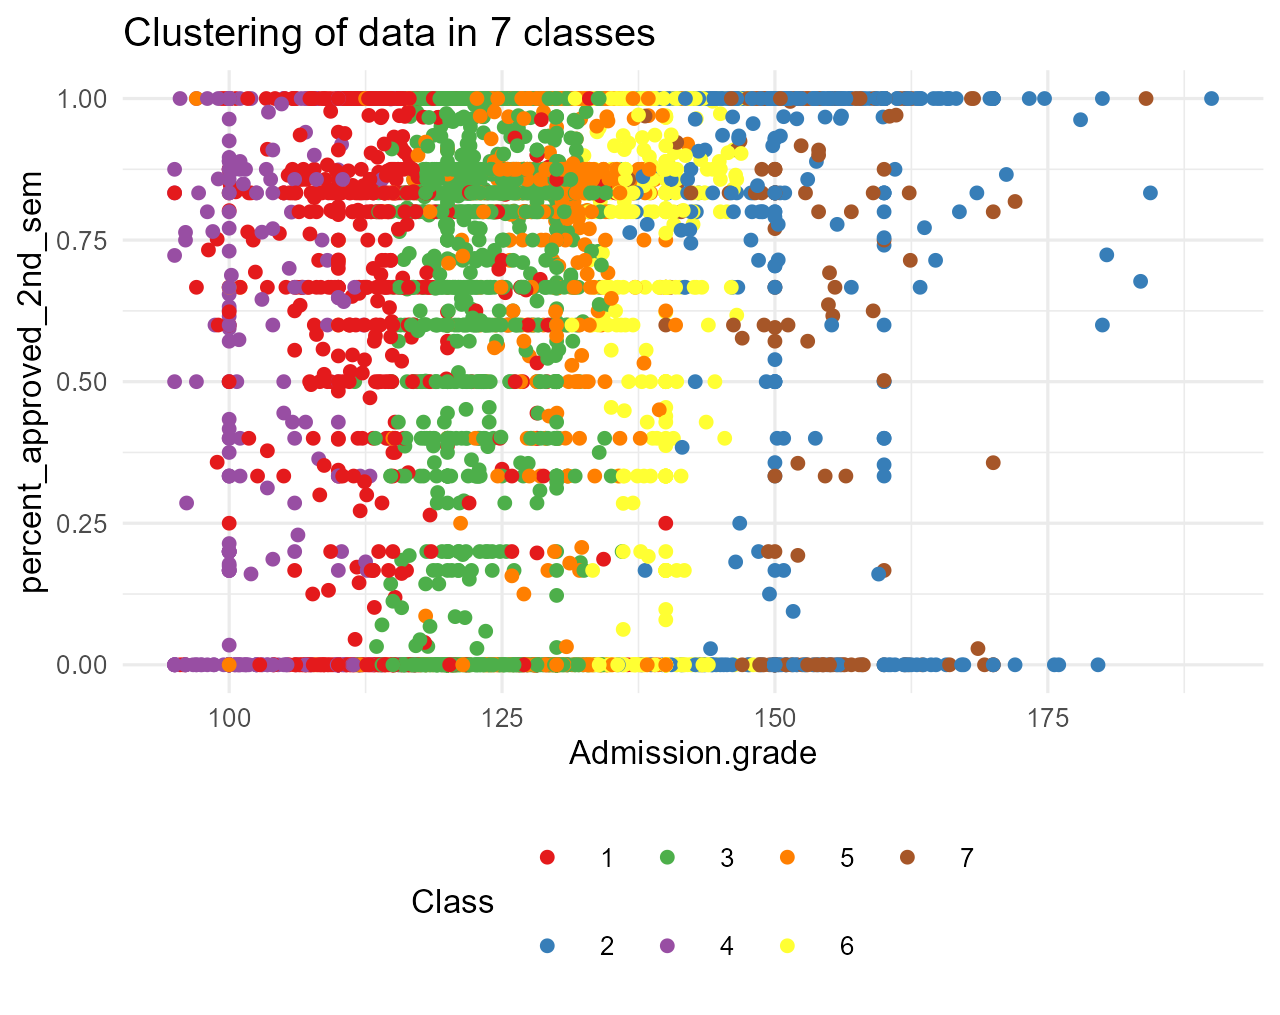 Clustering of data in 7 classes
1.00
0.75
0.50
0.25
0.00
percent_approved_2nd_sem
100 125 150 175
Admission.grade
Class
1 3 5 7
2 4 6